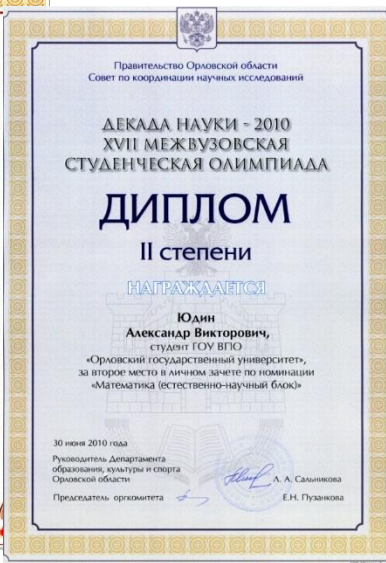 Правительство Орловской области
Совет по координации научных исследований
ДЕКАДА НАУКИ - 2010
XVII МЕЖВУЗОВСКАЯ
СТУДЕНЧЕСКАЯ ОЛИМПИАДА
ДИПЛОМ
II степени
НАГРАЖДАЕТСЯ
Юдин
Александр Викторович,
студент ГОУ ВПО
«Орловский государственный университет»,
за второе место в личном зачете по номинации
«Математика (естественно-научный блок)»
30 июня 2010 года
Руководитель Департамента
образования, культуры и спорта
Орловской области
Л. А. Сальникова
Председатель оргкомитета
Е.Н. Пузанкова